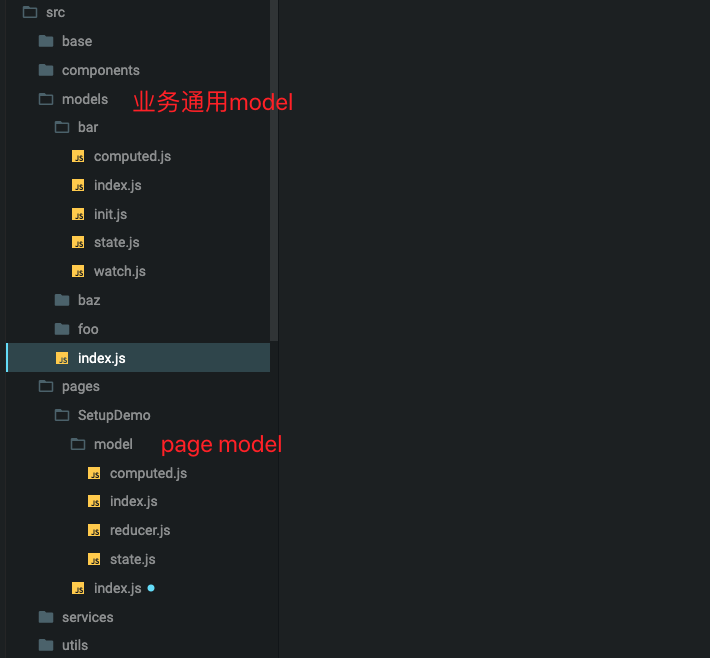 src
base
components
models 业务通用model
bar
JS computed.js
JS index.js
JS init.js
JS state.js
JS watch.js
baz
foo
JS index.js
pages
SetupDemo
model page model
JS computed.js
JS index.js
JS reducer.js
JS state.js
JS index.js
services
utils